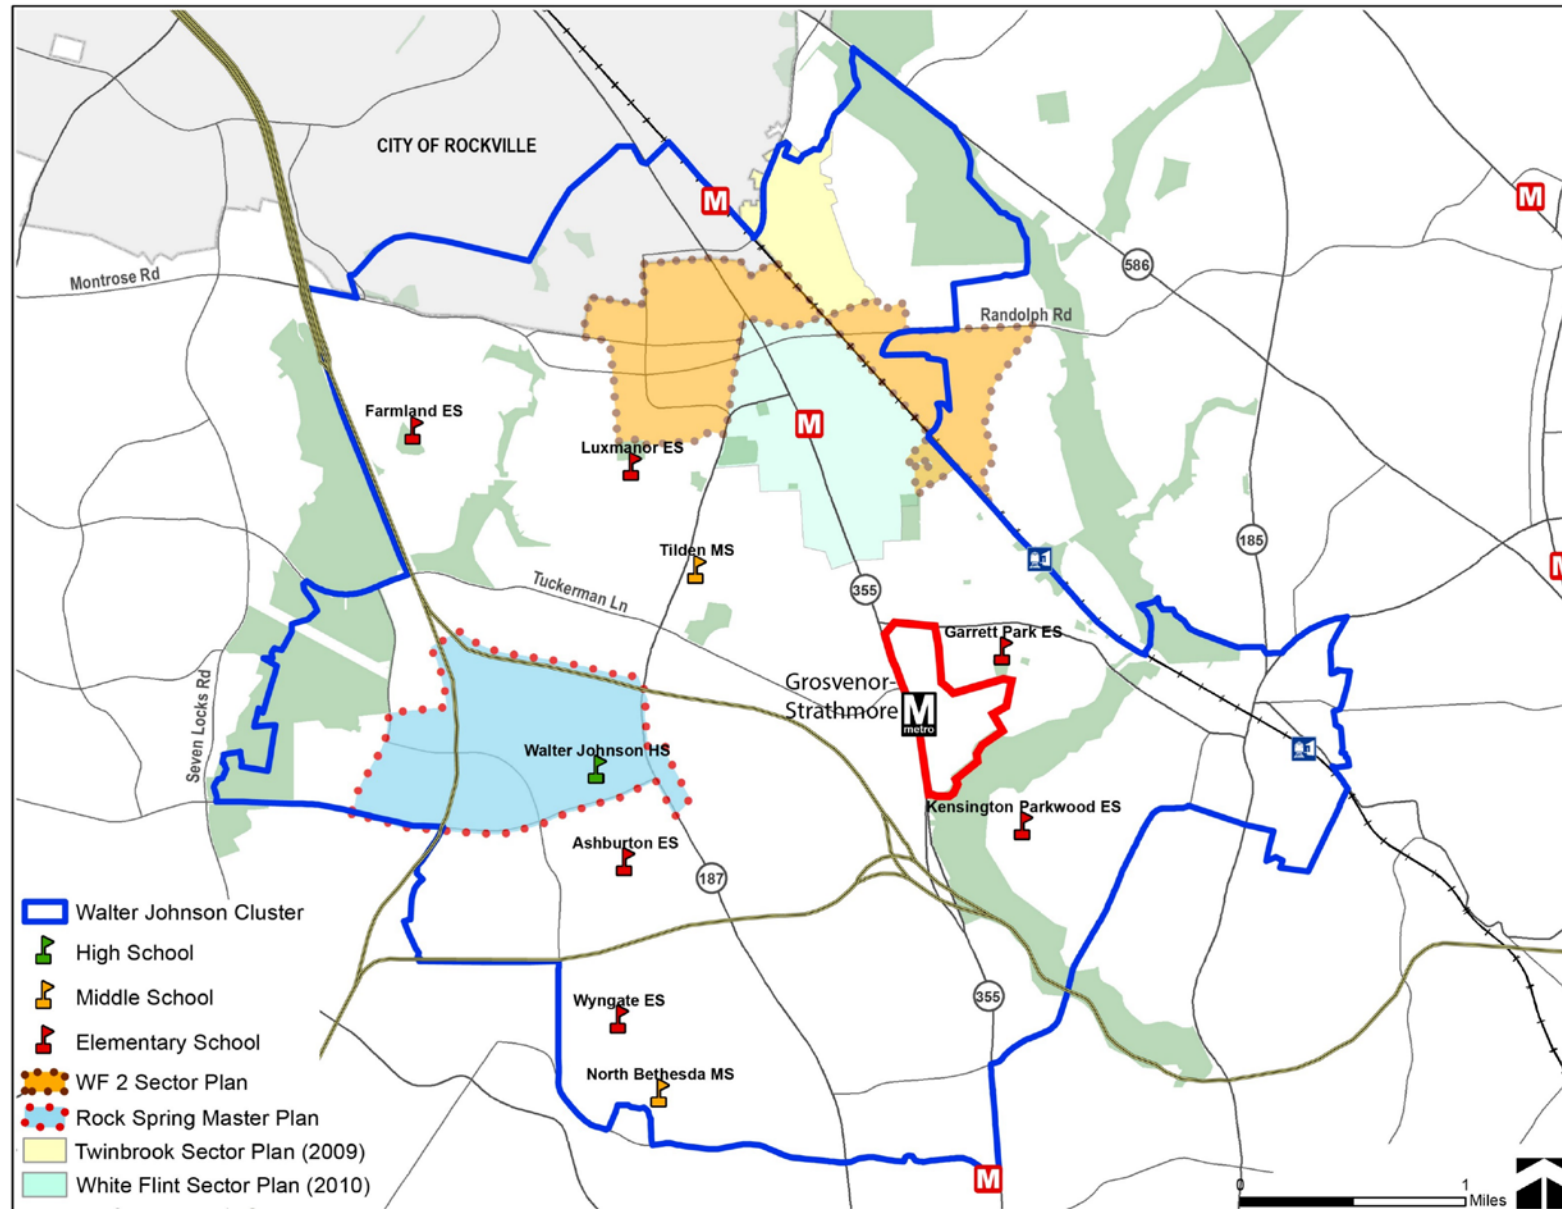 CITY OF ROCKVILLE
M
M
586
Montrose Rd
Randolph Rd
Farmland ES
M
Luxmanor ES
185
Tilden MS
M
Tuckerman Ln
355
Garrett Park ES
Grosvenor-
Strathmore
M
metro
Seven Locks Rd
Walter Johnson HS
Kensington Parkwood ES
Ashburton ES
187
Wyngate ES
355
North Bethesda MS
M
Walter Johnson Cluster
High School
Middle School
Elementary School
WF 2 Sector Plan
Rock Spring Master Plan
Twinbrook Sector Plan (2009)
White Flint Sector Plan (2010)
0 1
Miles